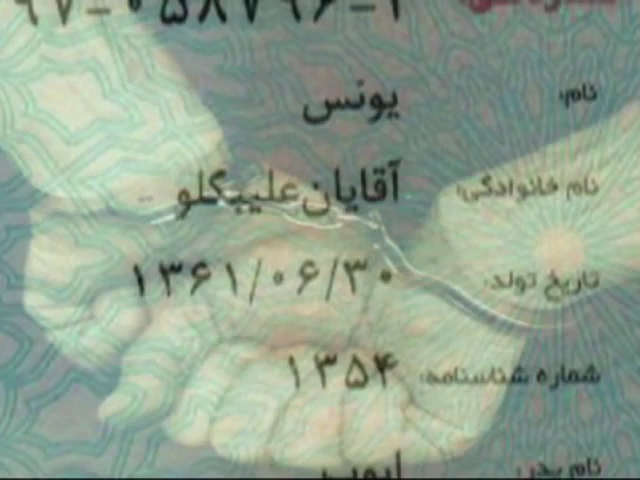 نام: یونس
نام خانوادگی: آقایان‌علیبگلو
تاریخ تولد: ۱۳۶۱/۰۶/۳۰
شماره شناسنامه: ۱۳۵۴
نام پدر: